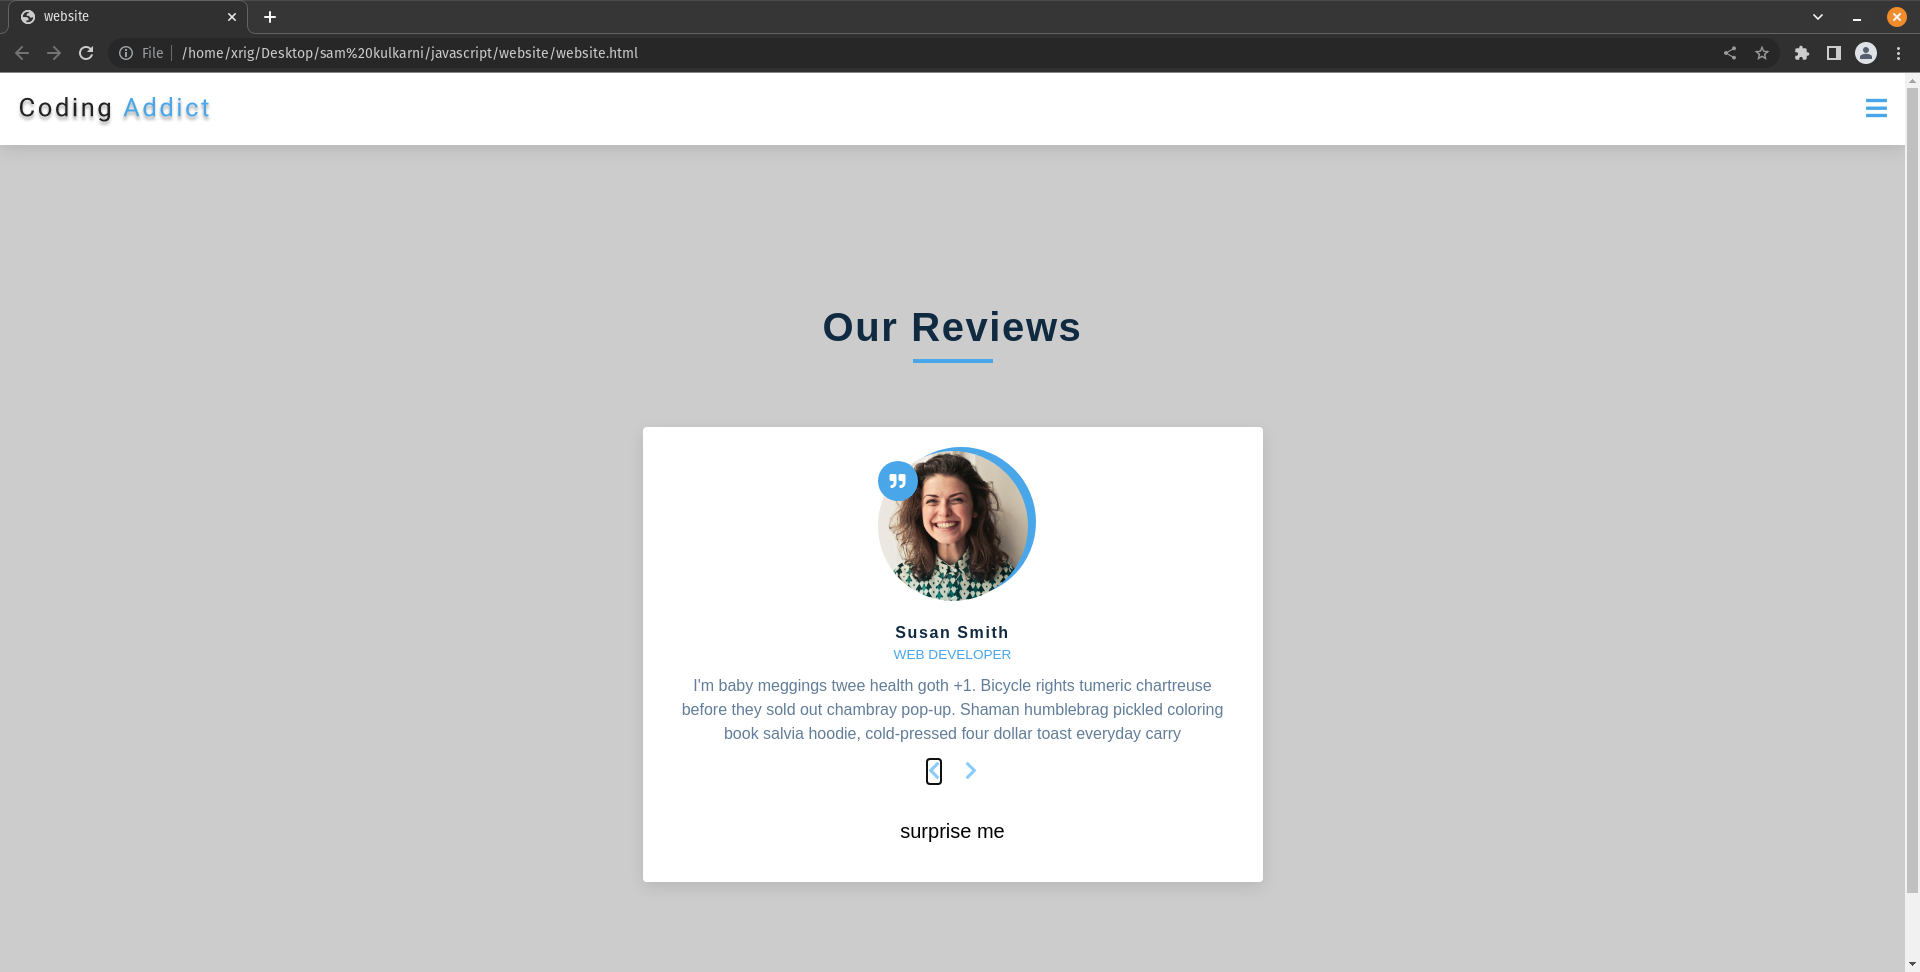 website
File
/home/xrig/Desktop/sam%20kulkarni/javascript/website/website.html
Coding Addict
Our Reviews
Susan Smith
WEB DEVELOPER
I'm baby meggings twee health goth +1. Bicycle rights tumeric chartreuse
before they sold out chambray pop-up. Shaman humblebrag pickled coloring
book salvia hoodie, cold-pressed four dollar toast everyday carry
surprise me